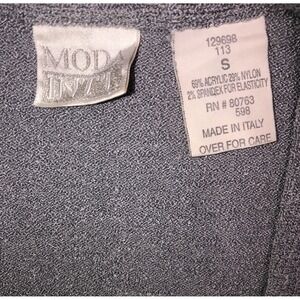 MODA
INT'L
129698
113
S
69% ACRYLIC 29% NYLON
2% SPANDEX FOR ELASTICITY
RN # 80763
598
MADE IN ITALY
OVER FOR CARE